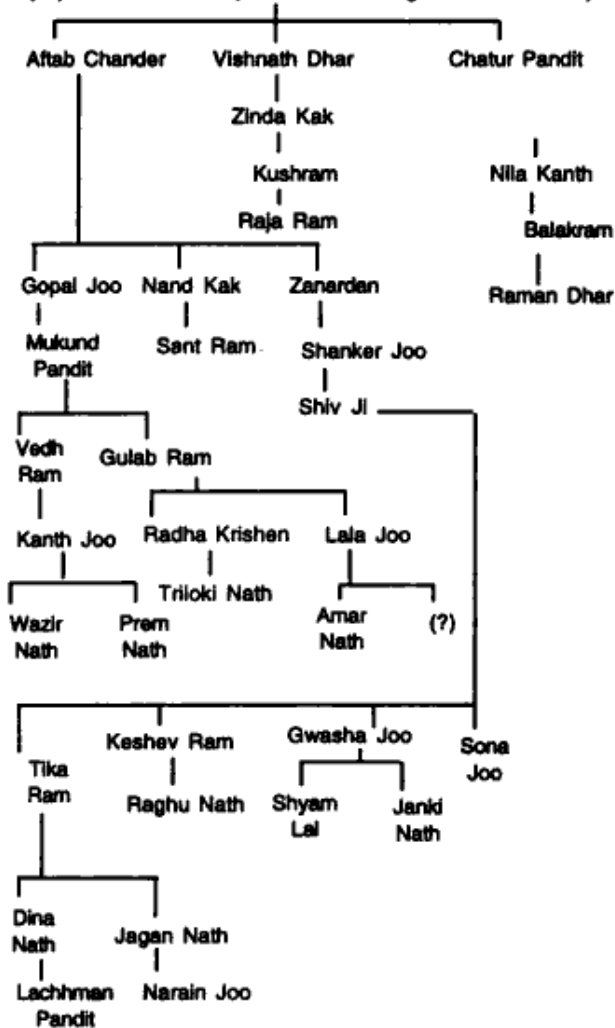 Aftab Chander Vishnath Dhar Chatur Pandit
Zinda Kak
Kushram Nila Kanth
Raja Ram Balakram
Gopal Joo Nand Kak Zanardan Raman Dhar
Mukund
Pandit
Sant Ram
Shanker Joo
Shiv Ji
Vedh
Ram
Gulab Ram
Kanth Joo Radha Krishen Lala Joo
Triloki Nath
Wazir
Nath
Prem
Nath
Amar
Nath
(?)
Keshev Ram Gwasha Joo
Sona
Joo
Tika
Ram
Raghu Nath
Shyam
Lal
Janki
Nath
Dina
Nath
Jagan Nath
Lachhman
Pandit
Narain Joo